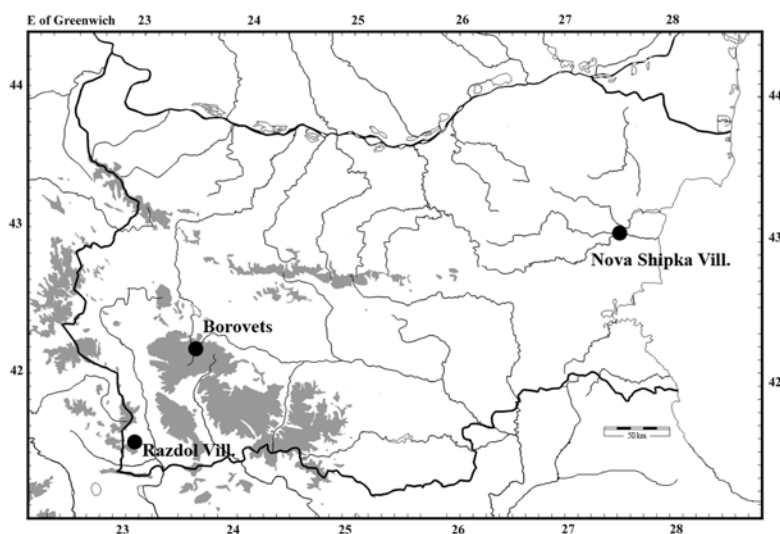 E of Greenwich 23 24 25 26 27 28
44 44
43 43
Nova Shipka Vill.
Borovets
42 42
50 km
Razdol Vill.
23 24 25 26 27 28